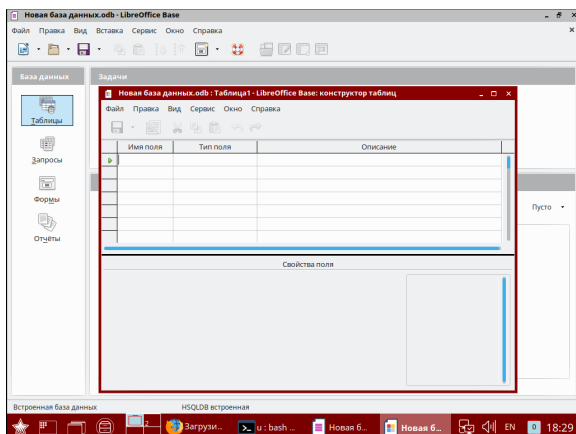 Новая база данных.odb - LibreOffice Base
Файл Правка Вид Вставка Сервис Окно Справка
База данных
Задачи
Таблицы
Запросы
Формы
Отчёты
Новая база данных.odb : Таблица1 - LibreOffice Base: конструктор таблиц
Файл Правка Вид Сервис Окно Справка
Имя поля Тип поля Описание
Свойства поля
Пусто
Встроенная база данных HSQLDB встроенная
2 Загрузи.. u : bash .. Новая б... Новая б... EN 0 18:29